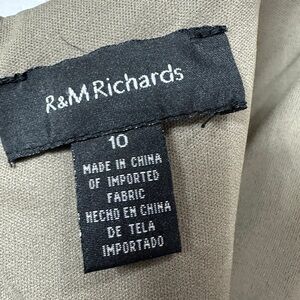 R&M Richards
10
MADE IN CHINA
OF IMPORTED
FABRIC
HECHO EN CHINA
DE TELA
IMPORTADO